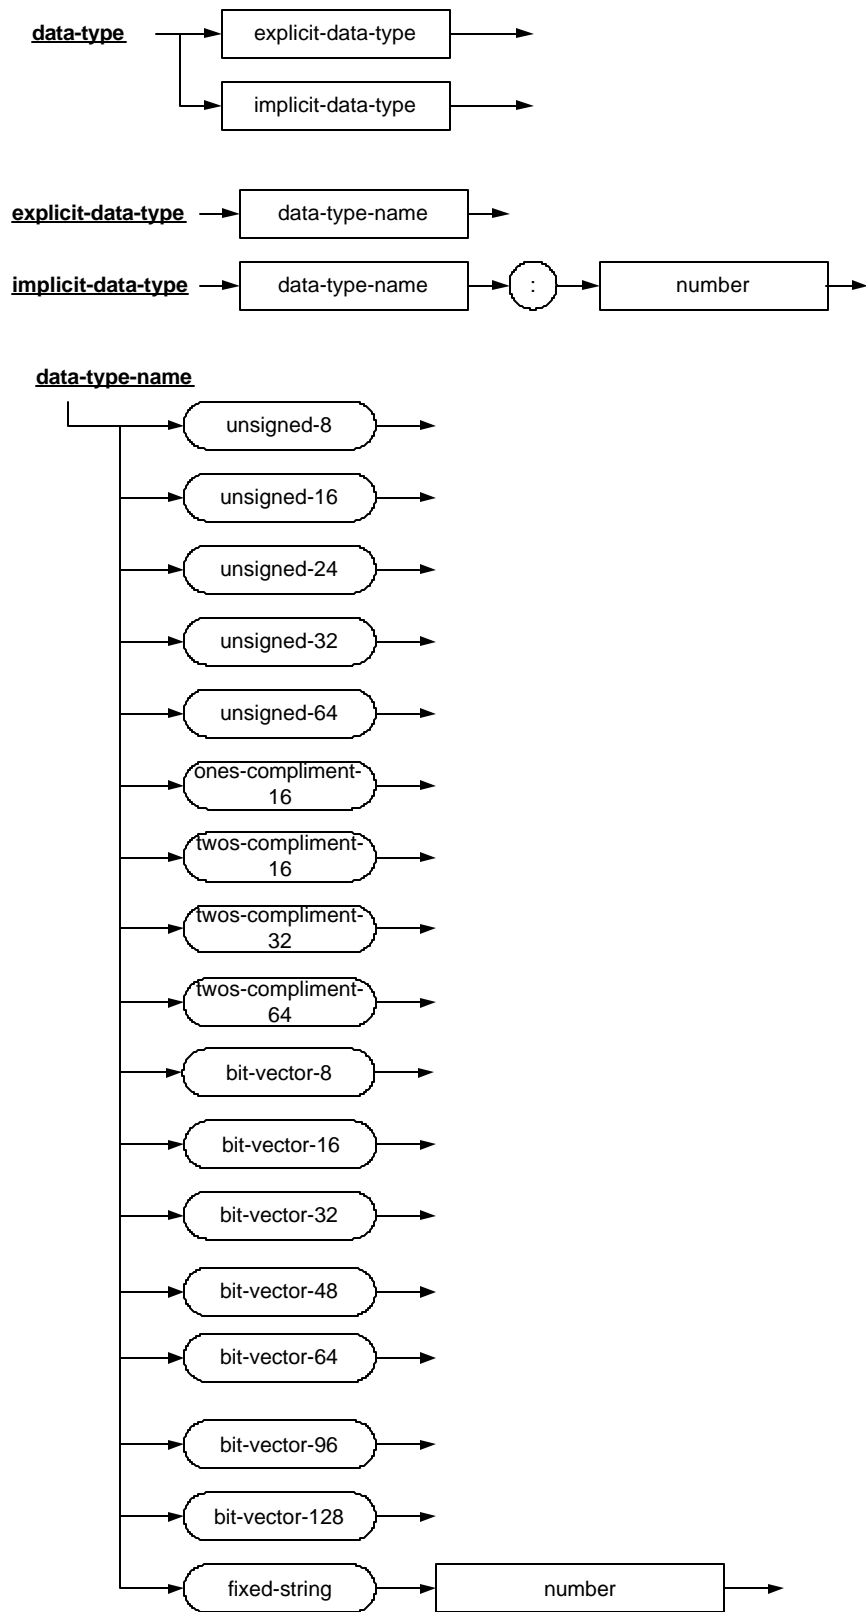 data-type
explicit-data-type
implicit-data-type
explicit-data-type
data-type-name
implicit-data-type
data-type-name
:
number
data-type-name
unsigned-8
unsigned-16
unsigned-24
unsigned-32
unsigned-64
ones-compliment-
16
twos-compliment-
16
twos-compliment-
32
twos-compliment-
64
bit-vector-8
bit-vector-16
bit-vector-32
bit-vector-48
bit-vector-64
bit-vector-96
bit-vector-128
fixed-string
number